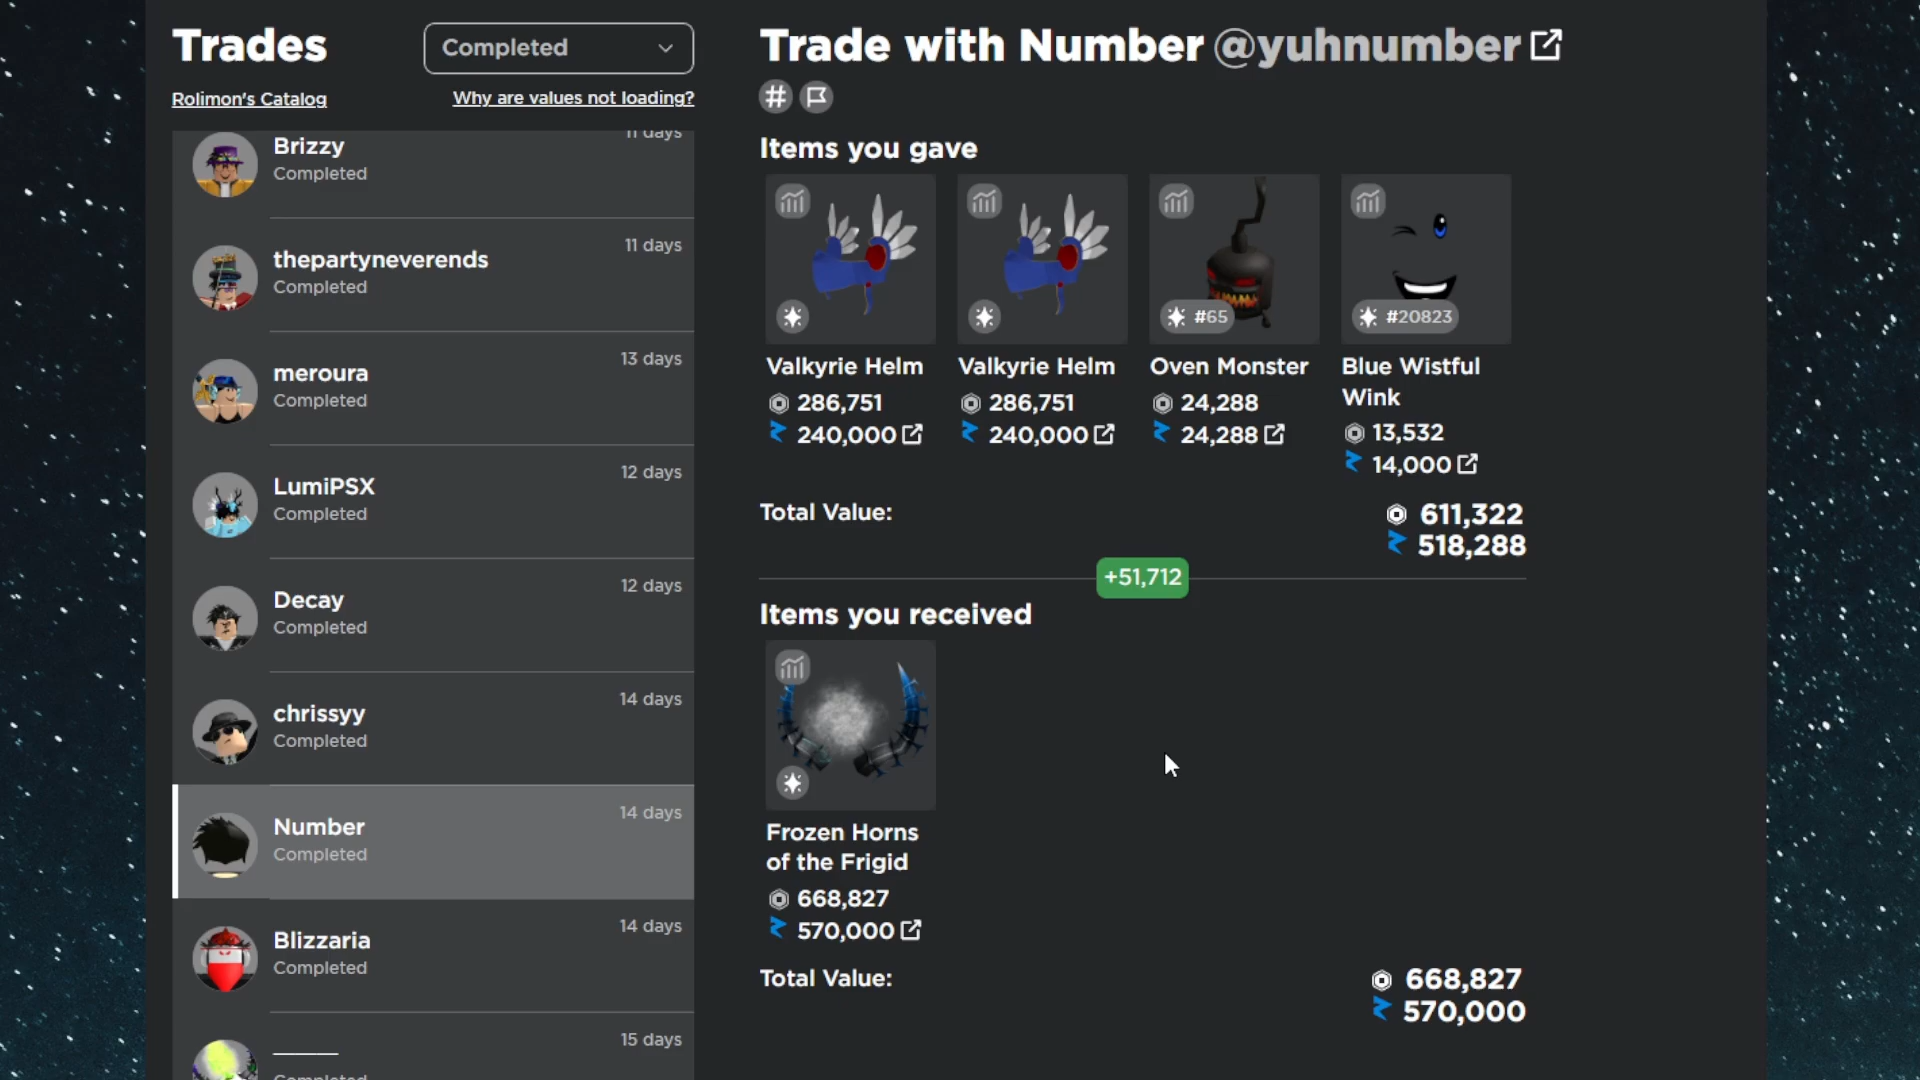 Trades
Completed
Rolimon's Catalog
Why are values not loading?
11 days
Brizzy
Completed
11 days
thepartyneverends
Completed
13 days
meroura
Completed
12 days
LumiPSX
Completed
12 days
Decay
Completed
14 days
chrissyy
Completed
14 days
Number
Completed
14 days
Blizzaria
Completed
15 days
______
Completed
Trade with Number @yuhnumber
#
Items you gave
#65
#20823
Valkyrie Helm
286,751
240,000
Valkyrie Helm
286,751
240,000
Oven Monster
24,288
24,288
Blue Wistful
Wink
13,532
14,000
Total Value:
611,322
518,288
+51,712
Items you received
Frozen Horns
of the Frigid
668,827
570,000
Total Value:
668,827
570,000